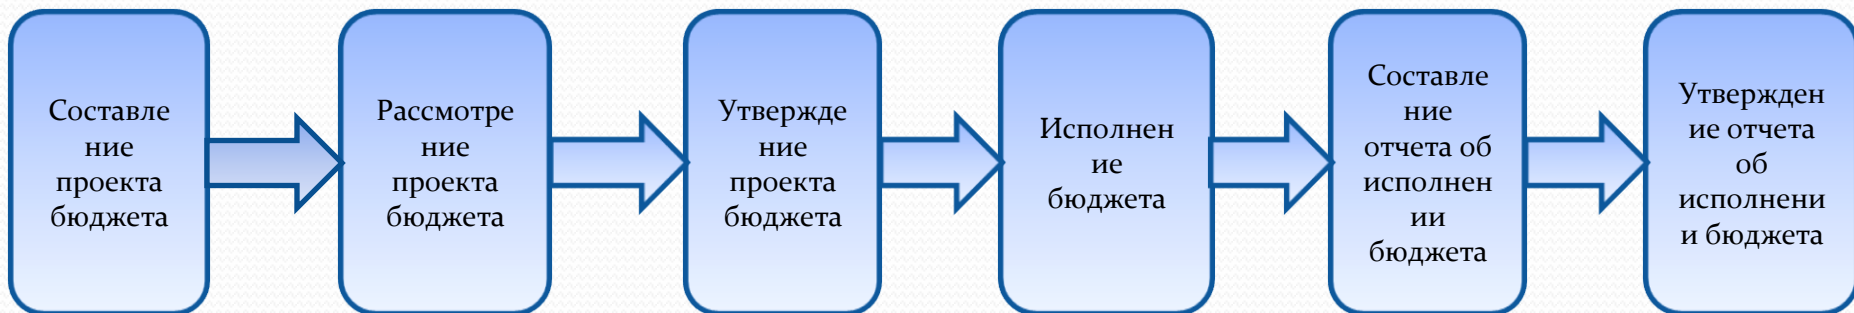 Составле
ние
проекта
бюджета
Рассмотре
ние
проекта
бюджета
Утвержде
ние
проекта
бюджета
Исполнен
ие
бюджета
Составле
ние
отчета об
исполнен
ии
бюджета
Утвержден
ие отчета
об
исполнени
и бюджета